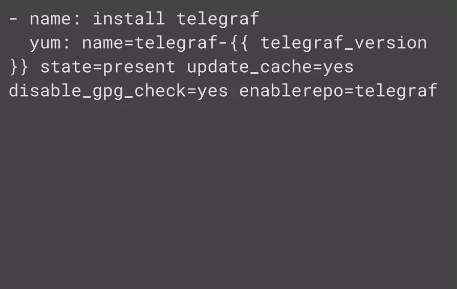 - name: install telegraf
  yum: name=telegraf-{{ telegraf_version
}} state=present update_cache=yes
disable_gpg_check=yes enablerepo=telegraf